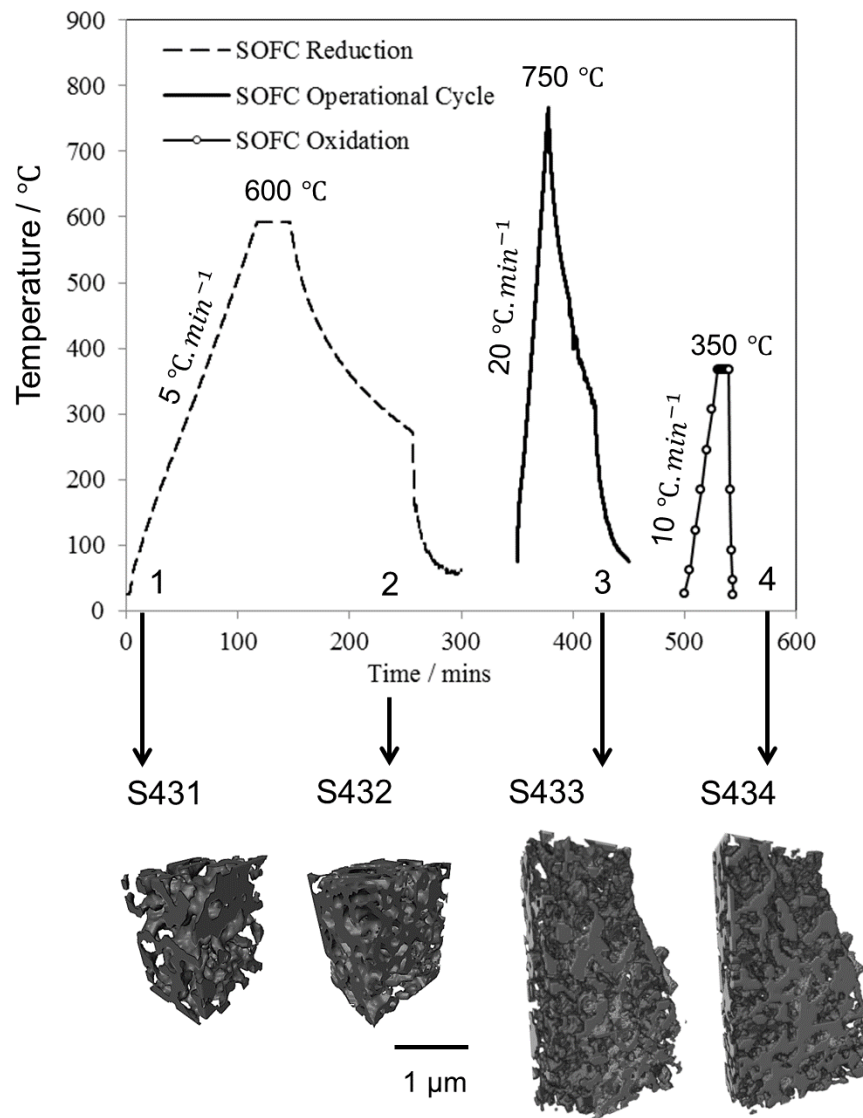 900
800
700
600
500
400
300
200
100
0
Temperature / °C
SOFC Reduction
SOFC Operational Cycle
SOFC Oxidation
600 °C
750 °C
350 °C
5 °C.min⁻¹
20 °C.min⁻¹
10 °C.min⁻¹
1
2
3
4
0 100 200 300 400 500 600
Time / mins
S431 S432 S433 S434
1 µm